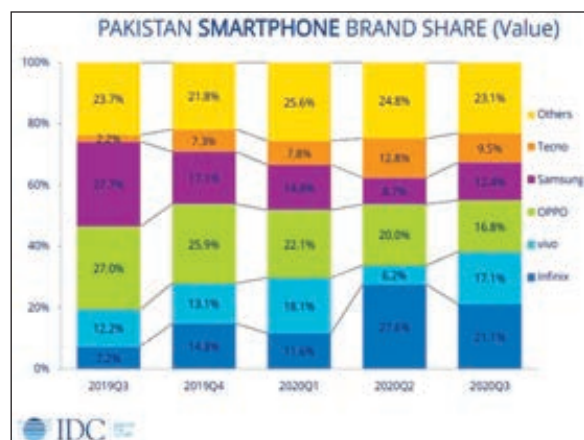 PAKISTAN SMARTPHONE BRAND SHARE (Value)
100%
80%
60%
40%
20%
0%
23.7% 21.8% 25.6% 24.8% 23.1%
2.2% 7.3% 7.8% 12.8% 9.5%
27.7% 17.1% 14.8% 8.7% 12.4%
27.0% 25.9% 22.1% 20.0% 16.8%
12.2% 13.1% 18.1% 6.2% 17.1%
7.2% 14.8% 11.6% 27.6% 21.1%
Others
Tecno
Samsung
OPPO
vivo
Infinix
2019Q3 2019Q4 2020Q1 2020Q2 2020Q3
IDC